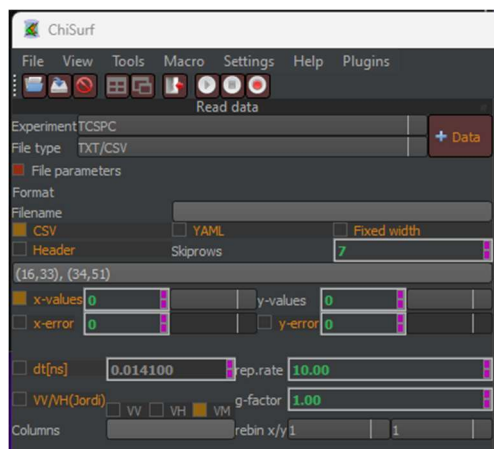 ChiSurf
File View Tools Macro Settings Help Plugins
Read data
Experiment TCSPC
+ Data
File type TXT/CSV
File parameters
Format
Filename
CSV YAML Fixed width
Header Skiprows 7
(16,33), (34,51)
x-values 0 y-values 0
x-error 0 y-error 0
dt[ns] 0.014100 rep.rate 10.00
VV/VH(Jordi) VV VH VM g-factor 1.00
Columns rebin x/y 1 1